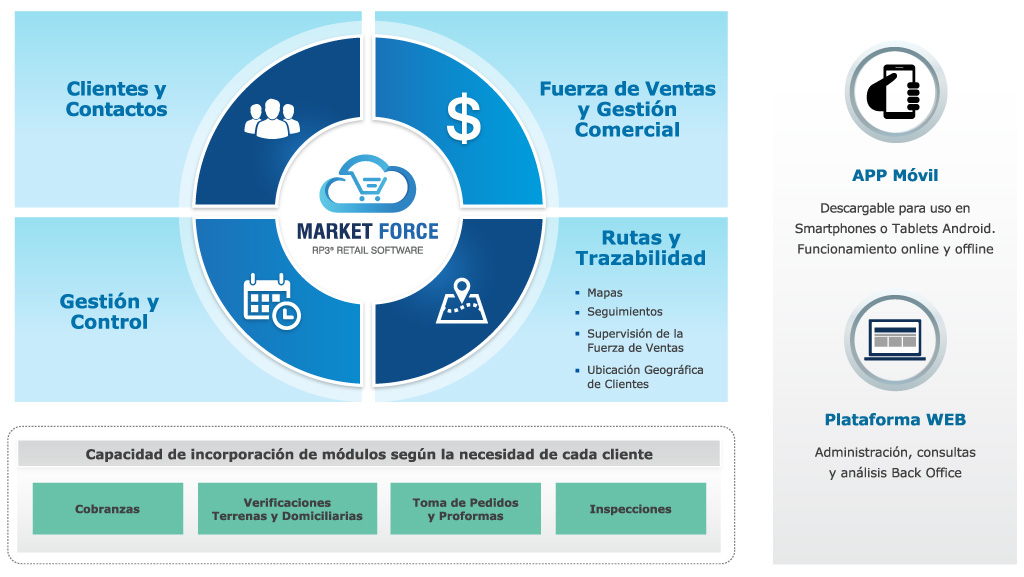 Clientes y
Contactos
$
Fuerza de Ventas
y Gestión
Comercial
MARKET FORCE
RP3® RETAIL SOFTWARE
Gestión y
Control
Rutas y
Trazabilidad
Mapas
Seguimientos
Supervisión de la
Fuerza de Ventas
Ubicación Geográfica
de Clientes
Capacidad de incorporación de módulos según la necesidad de cada cliente
Cobranzas
Verificaciones
Terrenas y Domiciliarias
Toma de Pedidos
y Proformas
Inspecciones
APP Móvil
Descargable para uso en
Smartphones o Tablets Android.
Funcionamiento online y offline
Plataforma WEB
Administración, consultas
y análisis Back Office